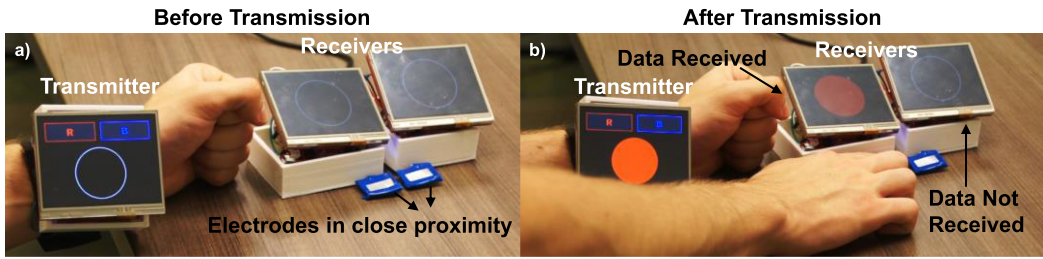 Before Transmission
After Transmission
a)
Receivers
Transmitter
R
B
Electrodes in close proximity
b)
Data Received
Receivers
Transmitter
R
B
Data Not
Received